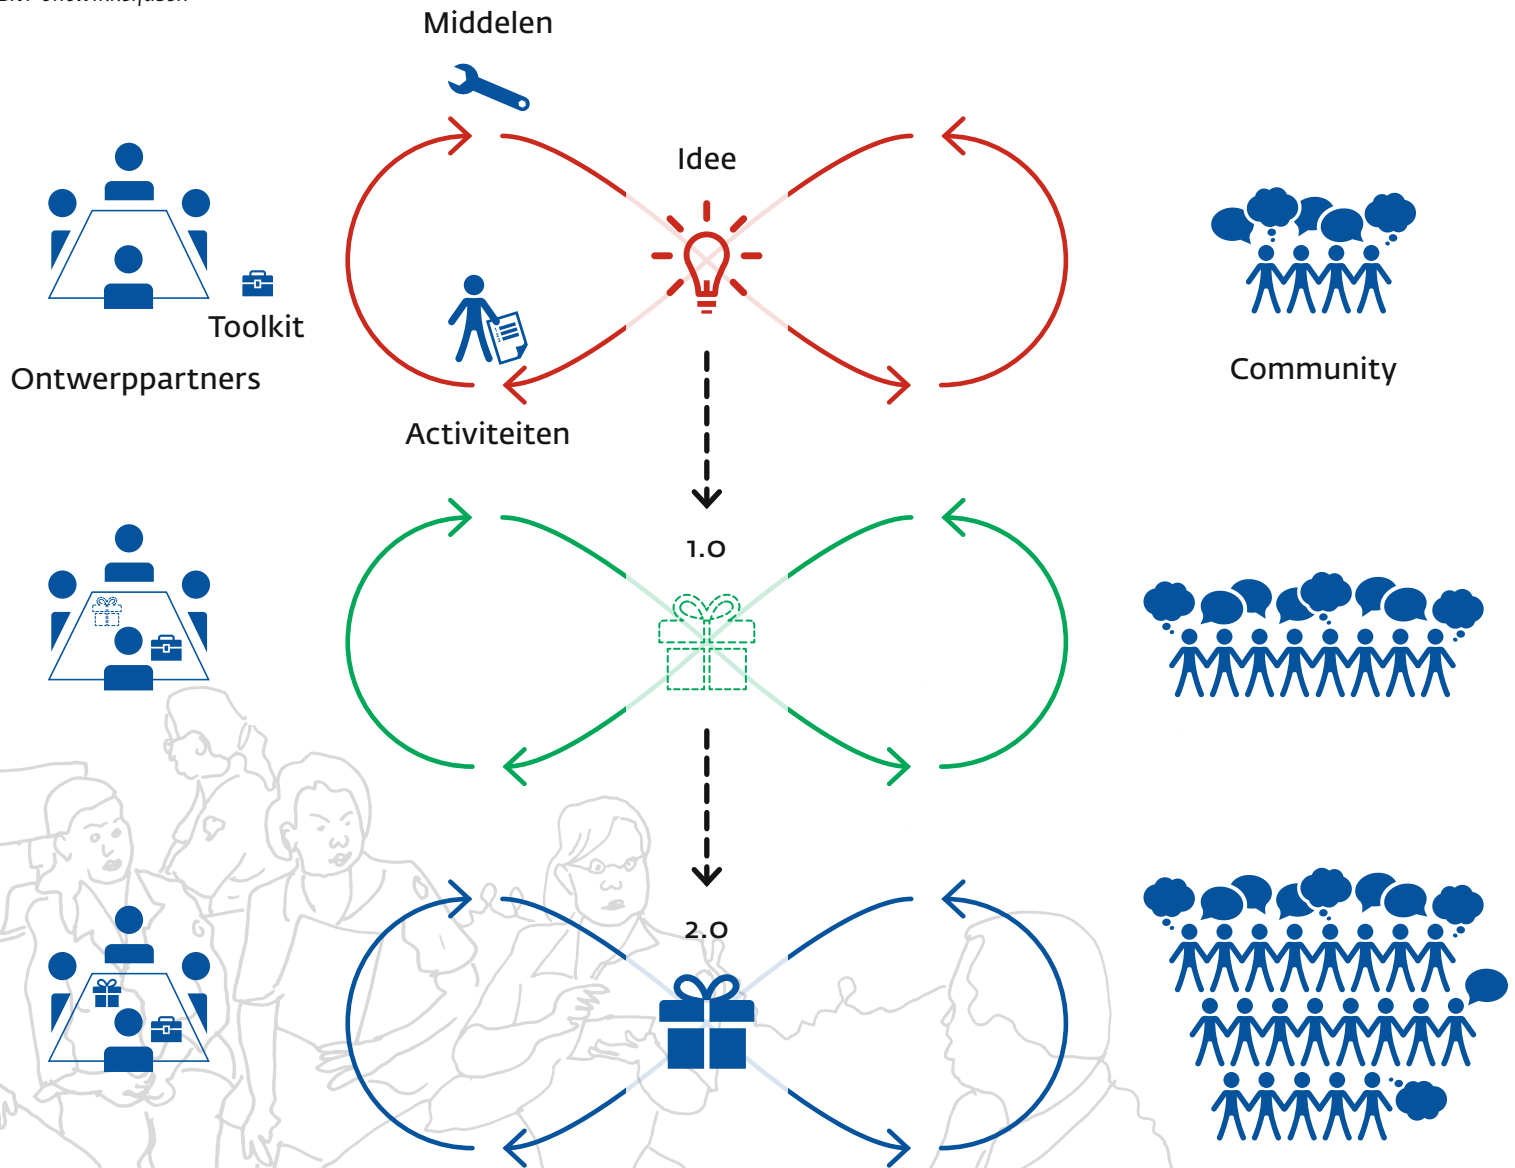 Middelen
Idee
Toolkit
Ontwerppartners
Community
Activiteiten
1.0
2.0